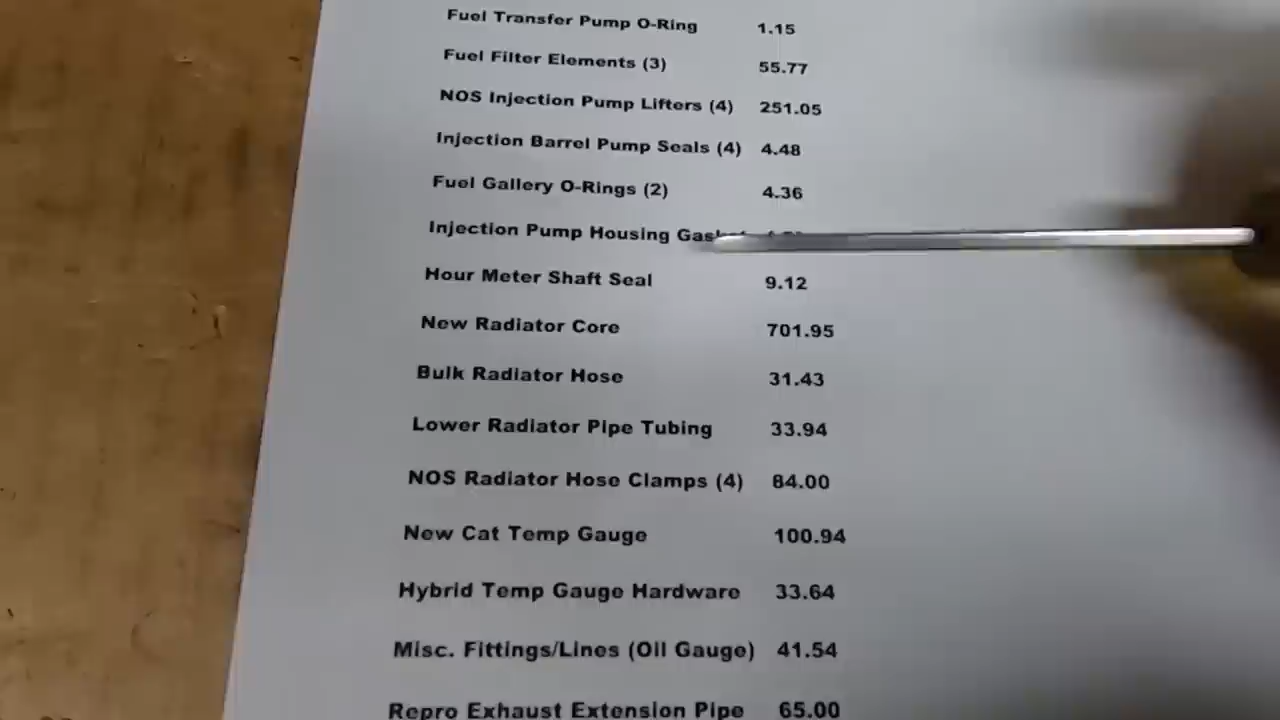 Fuel Transfer Pump O-Ring 1.15
Fuel Filter Elements (3) 55.77
NOS Injection Pump Lifters (4) 251.05
Injection Barrel Pump Seals (4) 4.48
Fuel Gallery O-Rings (2) 4.36
Injection Pump Housing
Hour Meter Shaft Seal 9.12
New Radiator Core 701.95
Bulk Radiator Hose 31.43
Lower Radiator Pipe Tubing 33.94
NOS Radiator Hose Clamps (4) 84.00
New Cat Temp Gauge 100.94
Hybrid Temp Gauge Hardware 33.64
Misc. Fittings/Lines (Oil Gauge) 41.54
Repro Exhaust Extension Pipe 65.00